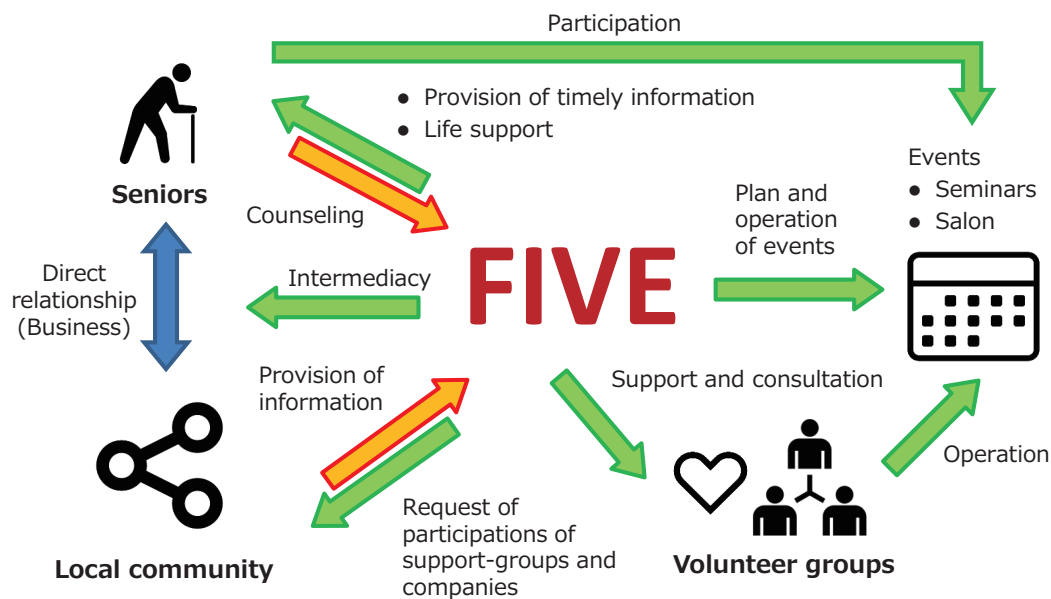 Participation
● Provision of timely information
● Life support
Seniors
Counseling
Events
● Seminars
● Salon
Plan and
operation
of events
FIVE
Intermediacy
Direct
relationship
(Business)
Provision of
information
Support and consultation
Operation
Request of
participations of
support-groups and
companies
Local community
Volunteer groups